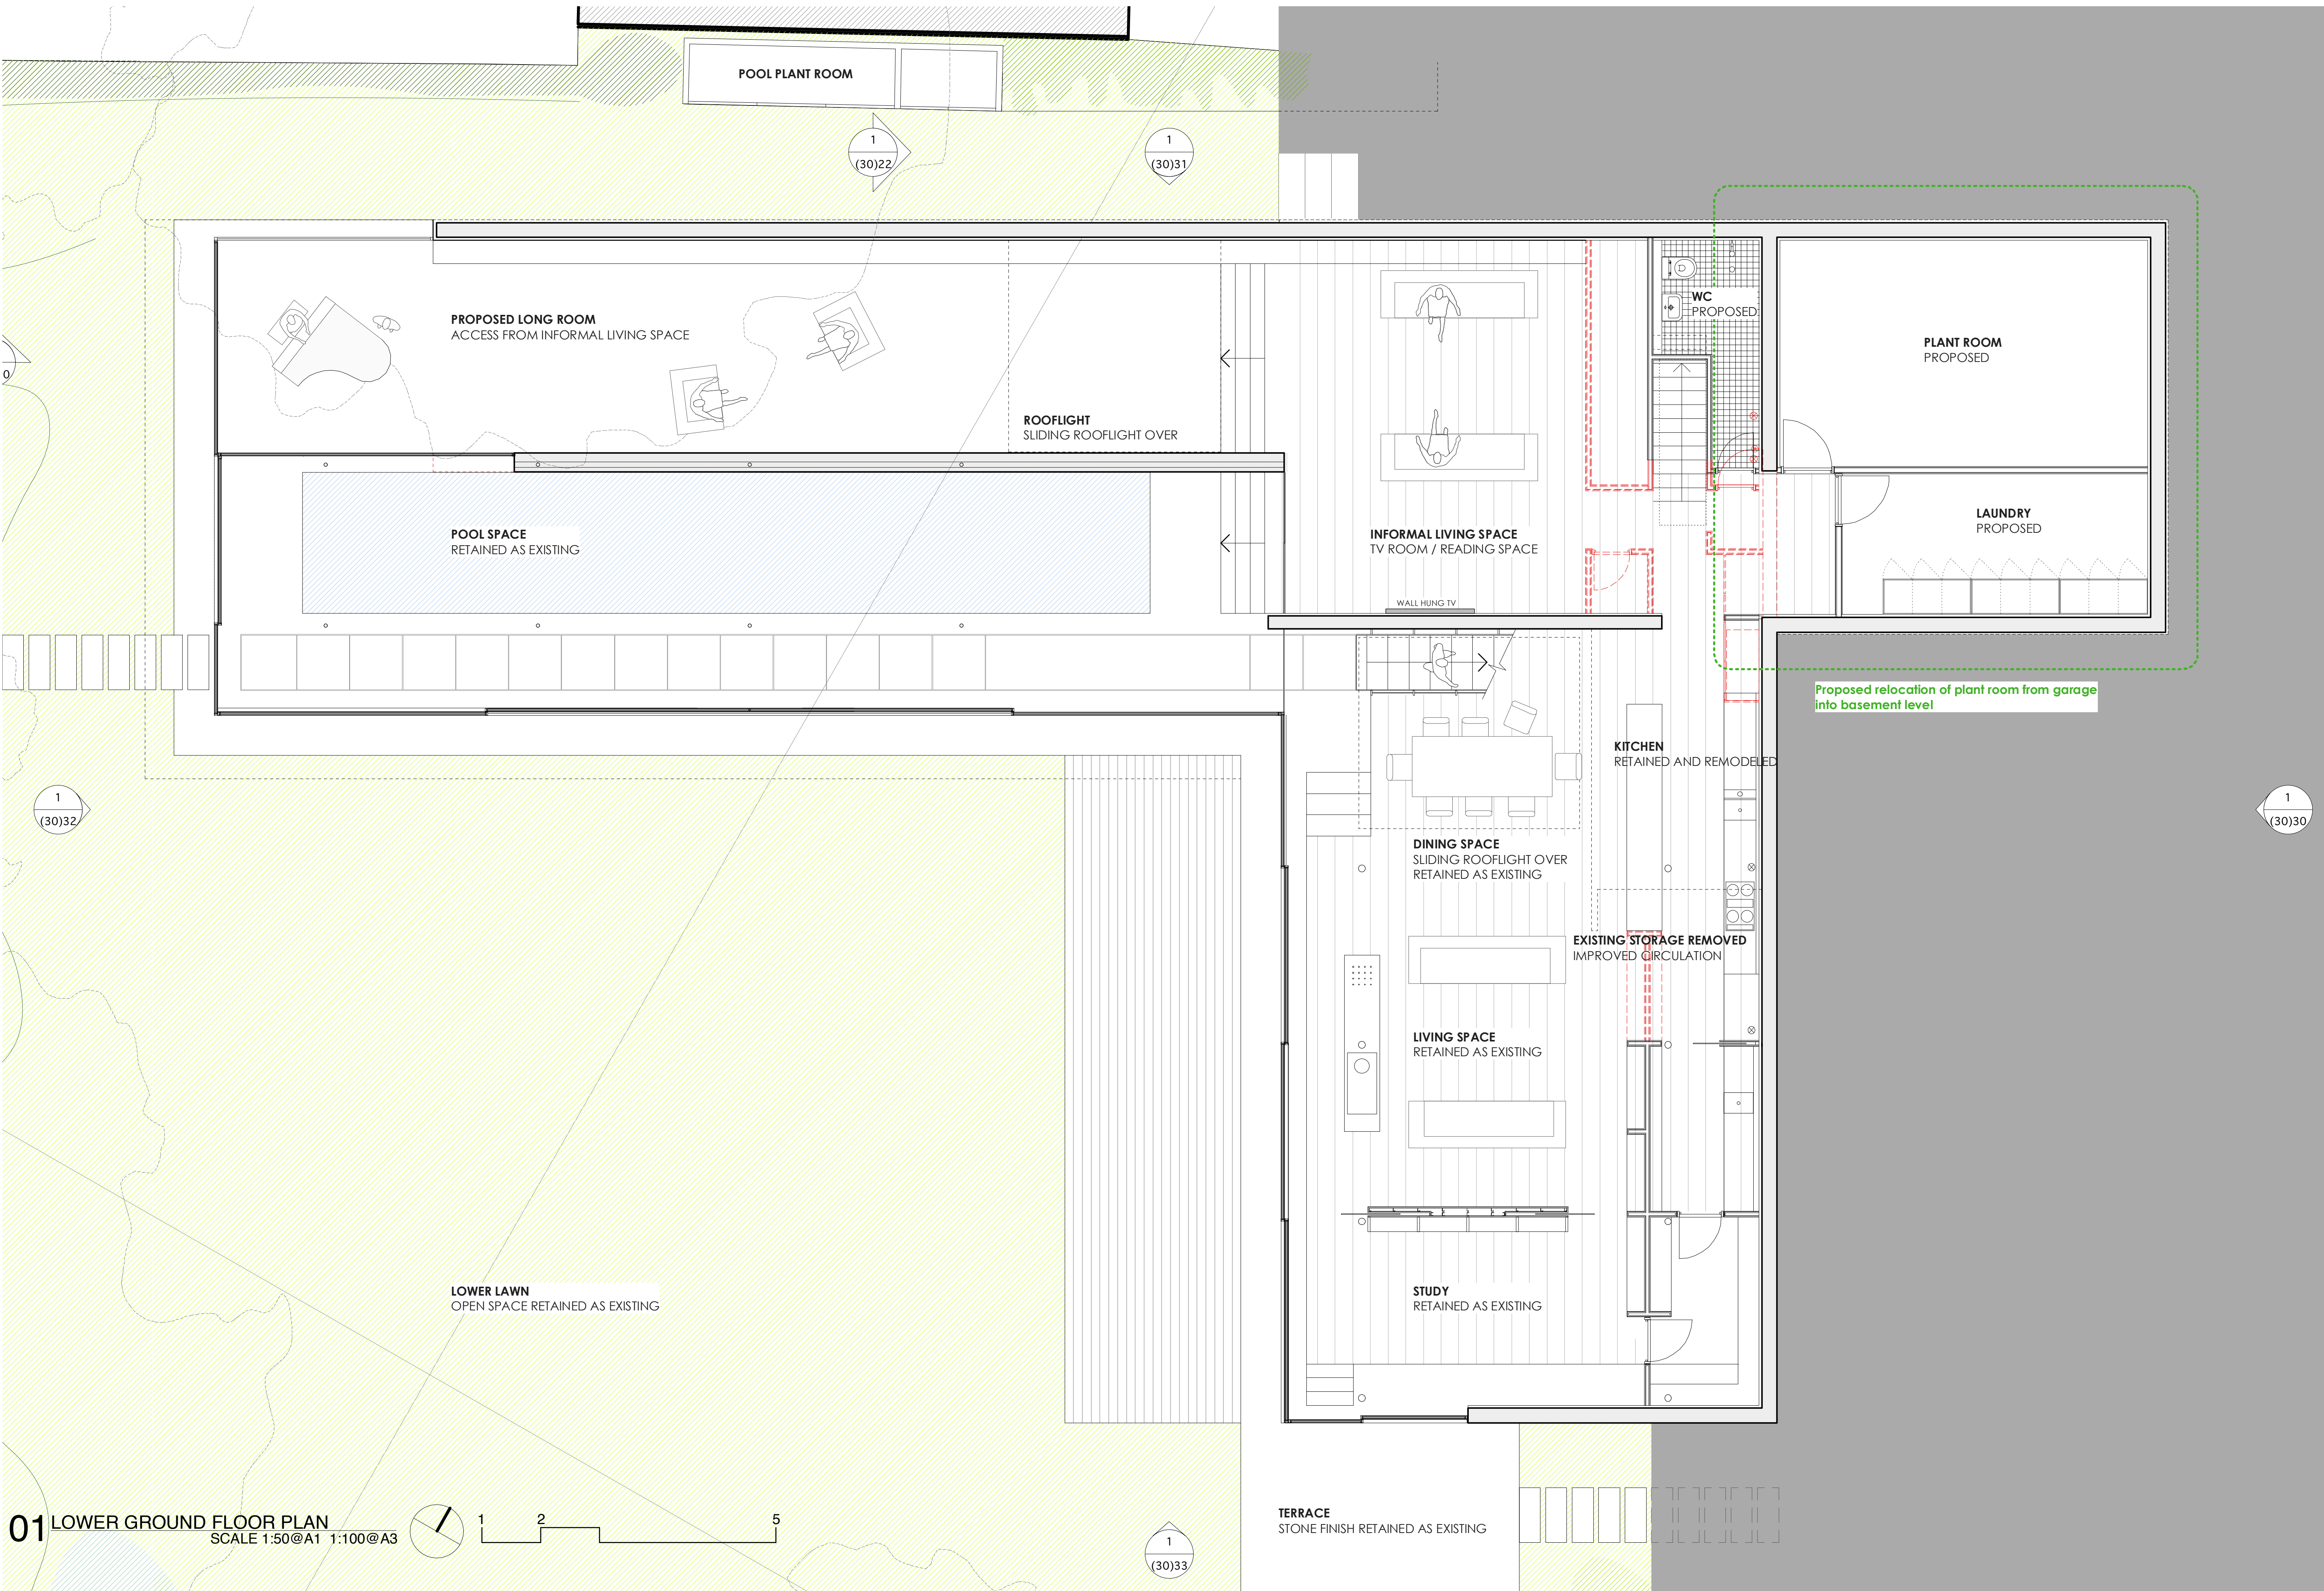 POOL PLANT ROOM
1
(30)22
1
(30)31
PROPOSED LONG ROOM
ACCESS FROM INFORMAL LIVING SPACE
WC
PROPOSED
PLANT ROOM
PROPOSED
0
ROOFLIGHT
SLIDING ROOFLIGHT OVER
POOL SPACE
RETAINED AS EXISTING
INFORMAL LIVING SPACE
TV ROOM / READING SPACE
LAUNDRY
PROPOSED
WALL HUNG TV
Proposed relocation of plant room from garage
into basement level
KITCHEN
RETAINED AND REMODELED
1
(30)32
1
(30)30
DINING SPACE
SLIDING ROOFLIGHT OVER
RETAINED AS EXISTING
EXISTING STORAGE REMOVED
IMPROVED CIRCULATION
LIVING SPACE
RETAINED AS EXISTING
LOWER LAWN
OPEN SPACE RETAINED AS EXISTING
STUDY
RETAINED AS EXISTING
TERRACE
STONE FINISH RETAINED AS EXISTING
01 LOWER GROUND FLOOR PLAN
SCALE 1:50@A1 1:100@A3
1 2 5
1
(30)33